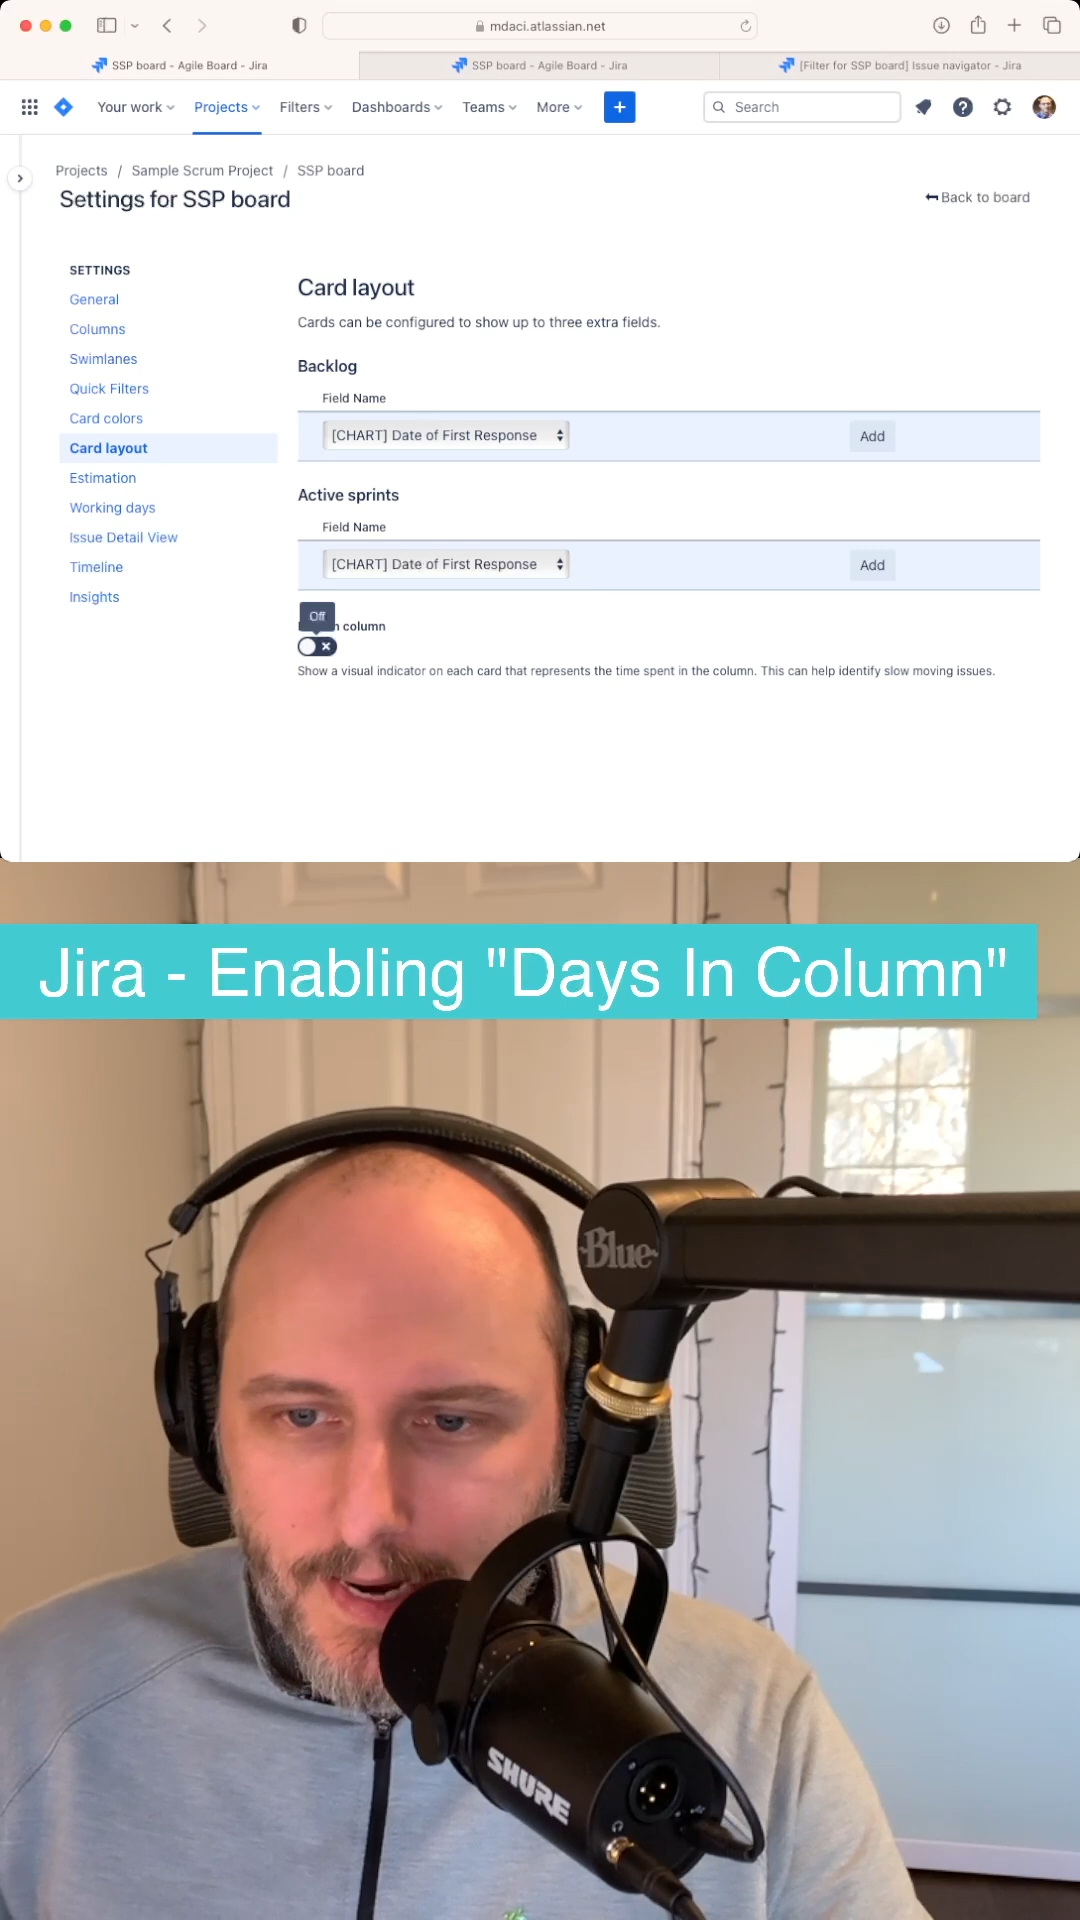 mdaci.atlassian.net
SSP board - Agile Board - Jira
SSP board - Agile Board - Jira
[Filter for SSP board] Issue navigator - Jira
Your work Projects Filters Dashboards Teams More + Search
Projects / Sample Scrum Project / SSP board
Settings for SSP board
Back to board
SETTINGS
General
Columns
Swimlanes
Quick Filters
Card colors
Card layout
Estimation
Working days
Issue Detail View
Timeline
Insights
Card layout
Cards can be configured to show up to three extra fields.
Backlog
Field Name
[CHART] Date of First Response Add
Active sprints
Field Name
[CHART] Date of First Response Add
Off
column
Show a visual indicator on each card that represents the time spent in the column. This can help identify slow moving issues.
Jira - Enabling "Days In Column"
Blue
SHURE